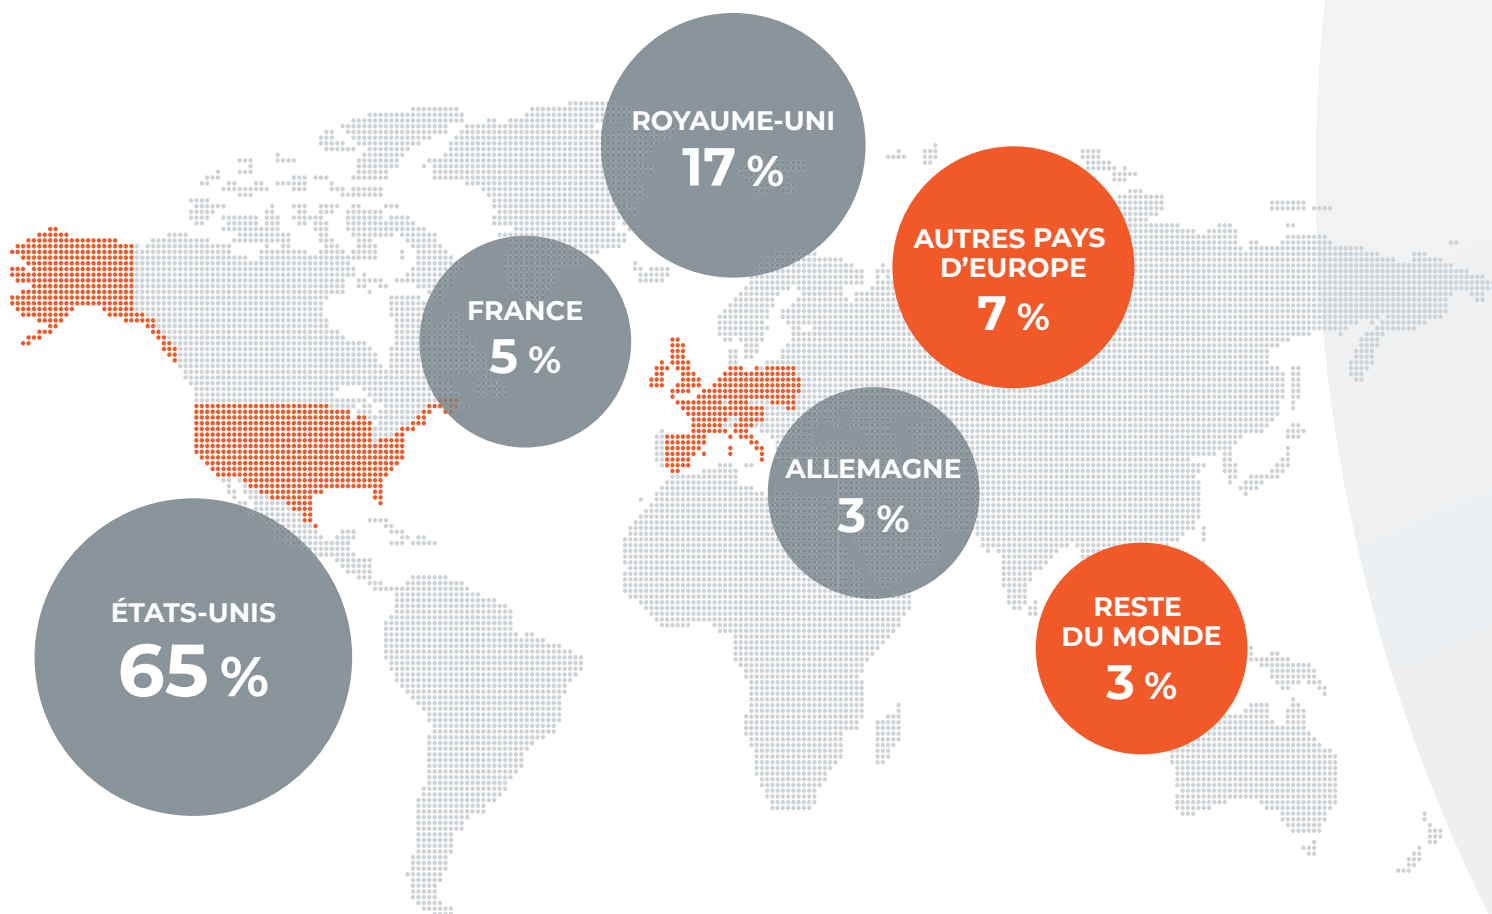 ROYAUME-UNI
17 %
AUTRES PAYS
D’EUROPE
7 %
FRANCE
5 %
ALLEMAGNE
3 %
ÉTATS-UNIS
65 %
RESTE
DU MONDE
3 %